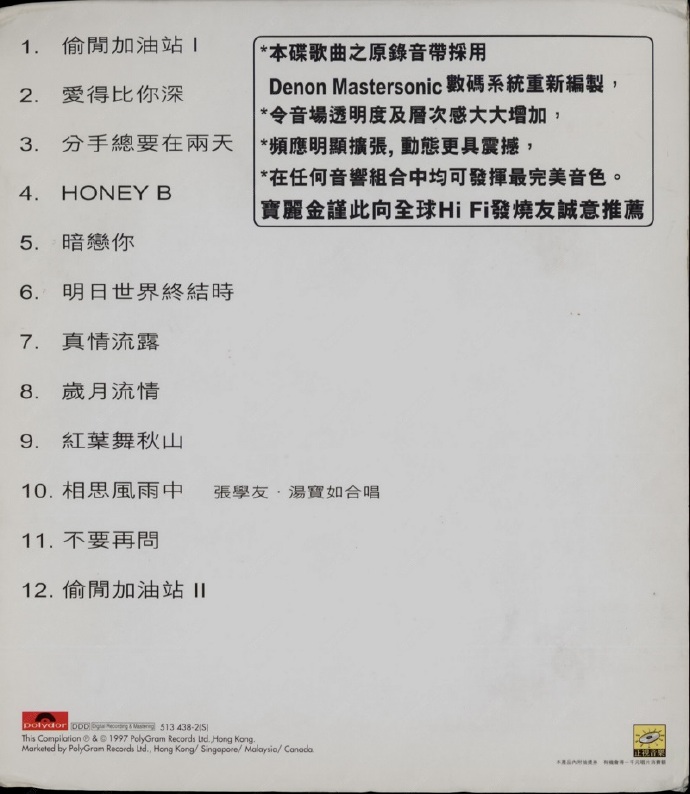 1. 偷閒加油站 I
2. 愛得比你深
3. 分手總要在兩天
4. HONEY B
5. 暗戀你
6. 明日世界終結時
7. 真情流露
8. 歲月流情
9. 紅葉舞秋山
10. 相思風雨中 張學友．湯寶如合唱
11. 不要再問
12. 偷閒加油站 II
*本碟歌曲之原錄音帶採用
Denon Mastersonic 數碼系統重新編製，
*令音場透明度及層次感大大增加，
*頻應明顯擴張, 動態更具震撼，
*在任何音響組合中均可發揮最完美音色。
寶麗金謹此向全球Hi Fi發燒友誠意推薦
polydor DDD Digital Recording & Mastering 513 438-2(S)
This Compilation ℗ & © 1997 PolyGram Records Ltd.,Hong Kong.
Marketed by PolyGram Records Ltd., Hong Kong/ Singapore/ Malaysia/ Canada.
正視音樂